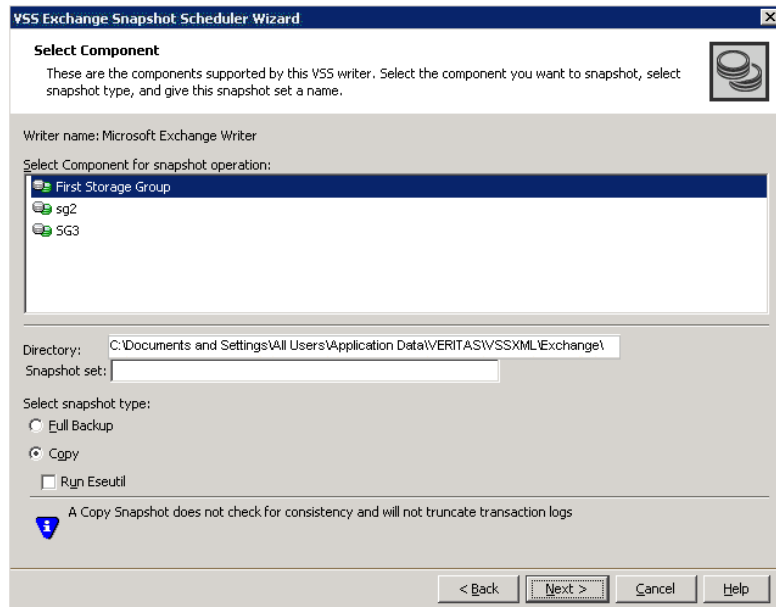 VSS Exchange Snapshot Scheduler Wizard
Select Component
These are the components supported by this VSS writer. Select the component you want to snapshot, select
snapshot type, and give this snapshot set a name.
Writer name: Microsoft Exchange Writer
Select Component for snapshot operation:
First Storage Group
sg2
SG3
Directory: C:\Documents and Settings\All Users\Application Data\VERITAS\VSSXML\Exchange\
Snapshot set:
Select snapshot type:
Full Backup
Copy
Run Eseutil
A Copy Snapshot does not check for consistency and will not truncate transaction logs
< Back Next > Cancel Help